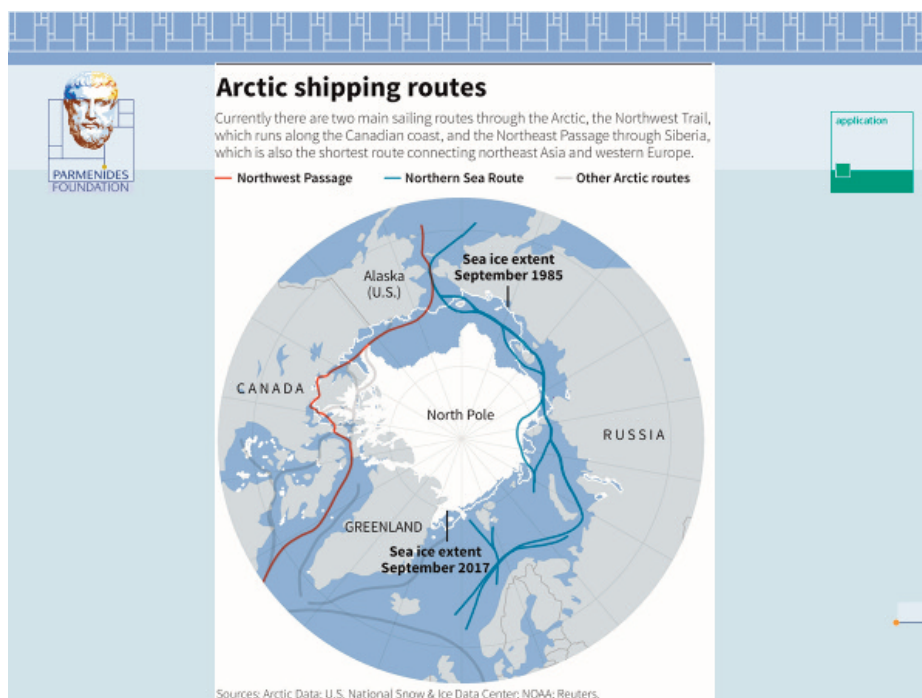 PARMENIDES
FOUNDATION
application
Arctic shipping routes
Currently there are two main sailing routes through the Arctic, the Northwest Trail,
which runs along the Canadian coast, and the Northeast Passage through Siberia,
which is also the shortest route connecting northeast Asia and western Europe.
Northwest Passage Northern Sea Route Other Arctic routes
Sea ice extent
September 1985
Alaska
(U.S.)
CANADA
North Pole
RUSSIA
GREENLAND
Sea ice extent
September 2017
Sources: Arctic Data; U.S. National Snow & Ice Data Center; NOAA; Reuters.